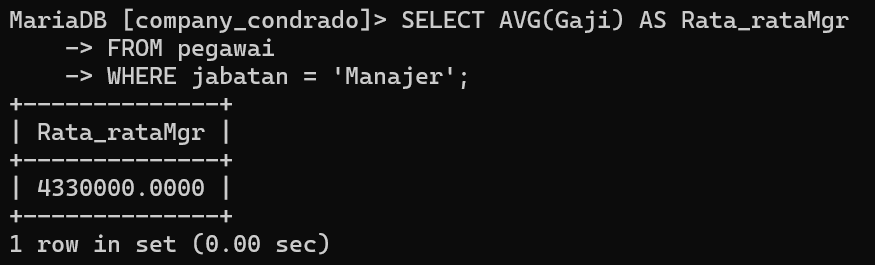 MariaDB [company_condrado]> SELECT AVG(Gaji) AS Rata_rataMgr
    -> FROM pegawai
    -> WHERE jabatan = 'Manajer';
+--------------+
| Rata_rataMgr |
+--------------+
| 4330000.0000 |
+--------------+
1 row in set (0.00 sec)